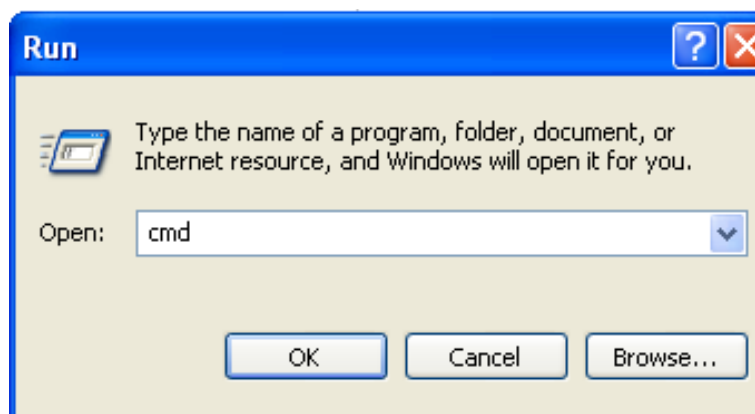 Run
Type the name of a program, folder, document, or
Internet resource, and Windows will open it for you.
Open: cmd
OK Cancel Browse...